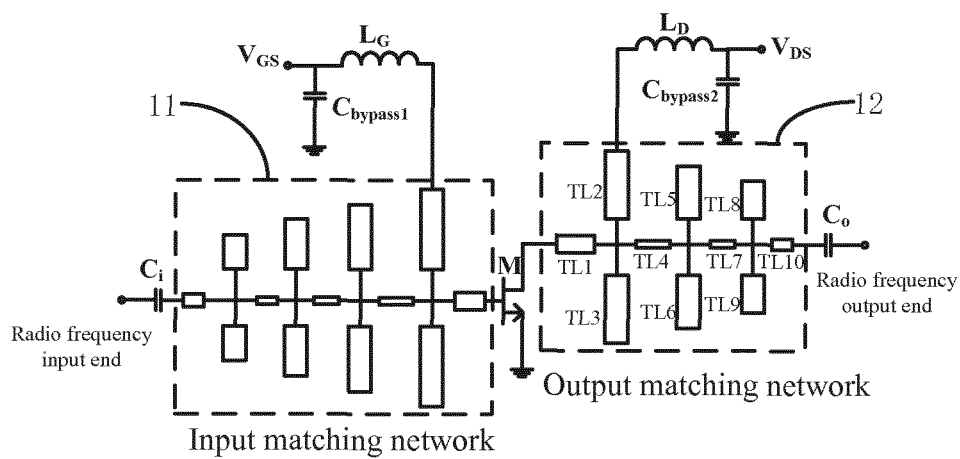 L_G
V_GS
C_bypass1
11
L_D
V_DS
C_bypass2
12
TL2
TL5
TL8
C_o
TL1
TL4
TL7
TL10
TL3
TL6
TL9
Radio frequency
output end
C_i
M
Radio frequency
input end
Output matching network
Input matching network